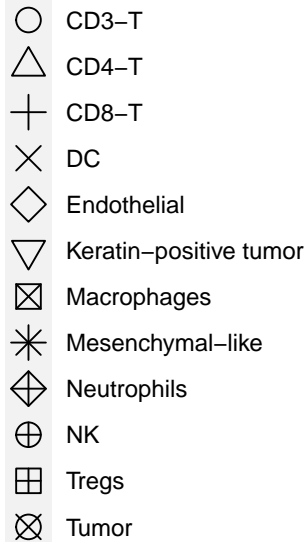 CD3−T
CD4−T
CD8−T
DC
Endothelial
Keratin−positive tumor
Macrophages
Mesenchymal−like
Neutrophils
NK
Tregs
Tumor